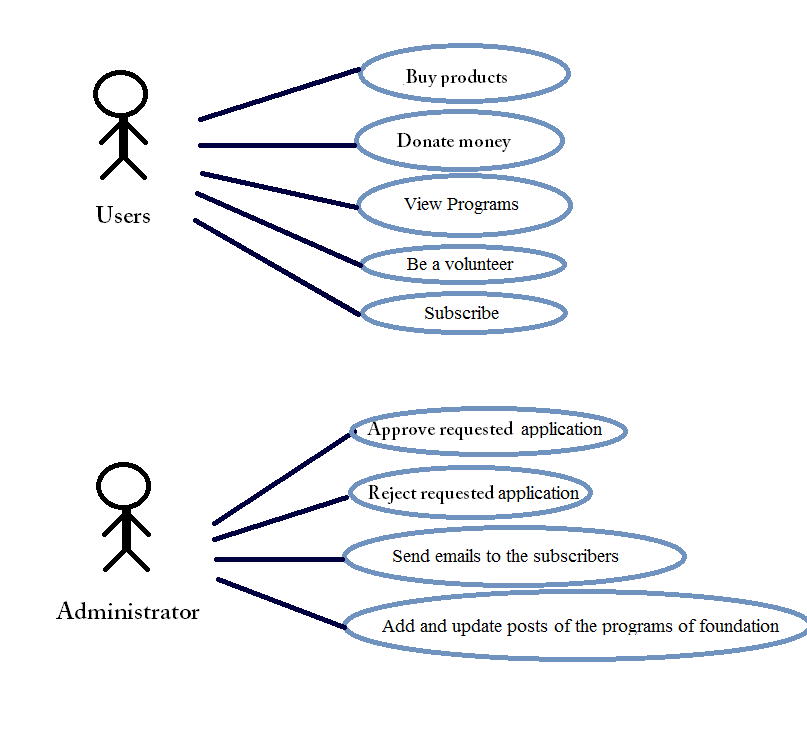 Buy products
Donate money
View Programs
Users
Be a volunteer
Subscribe
Approve requested application
Reject requested application
Send emails to the subscribers
Administrator
Add and update posts of the programs of foundation